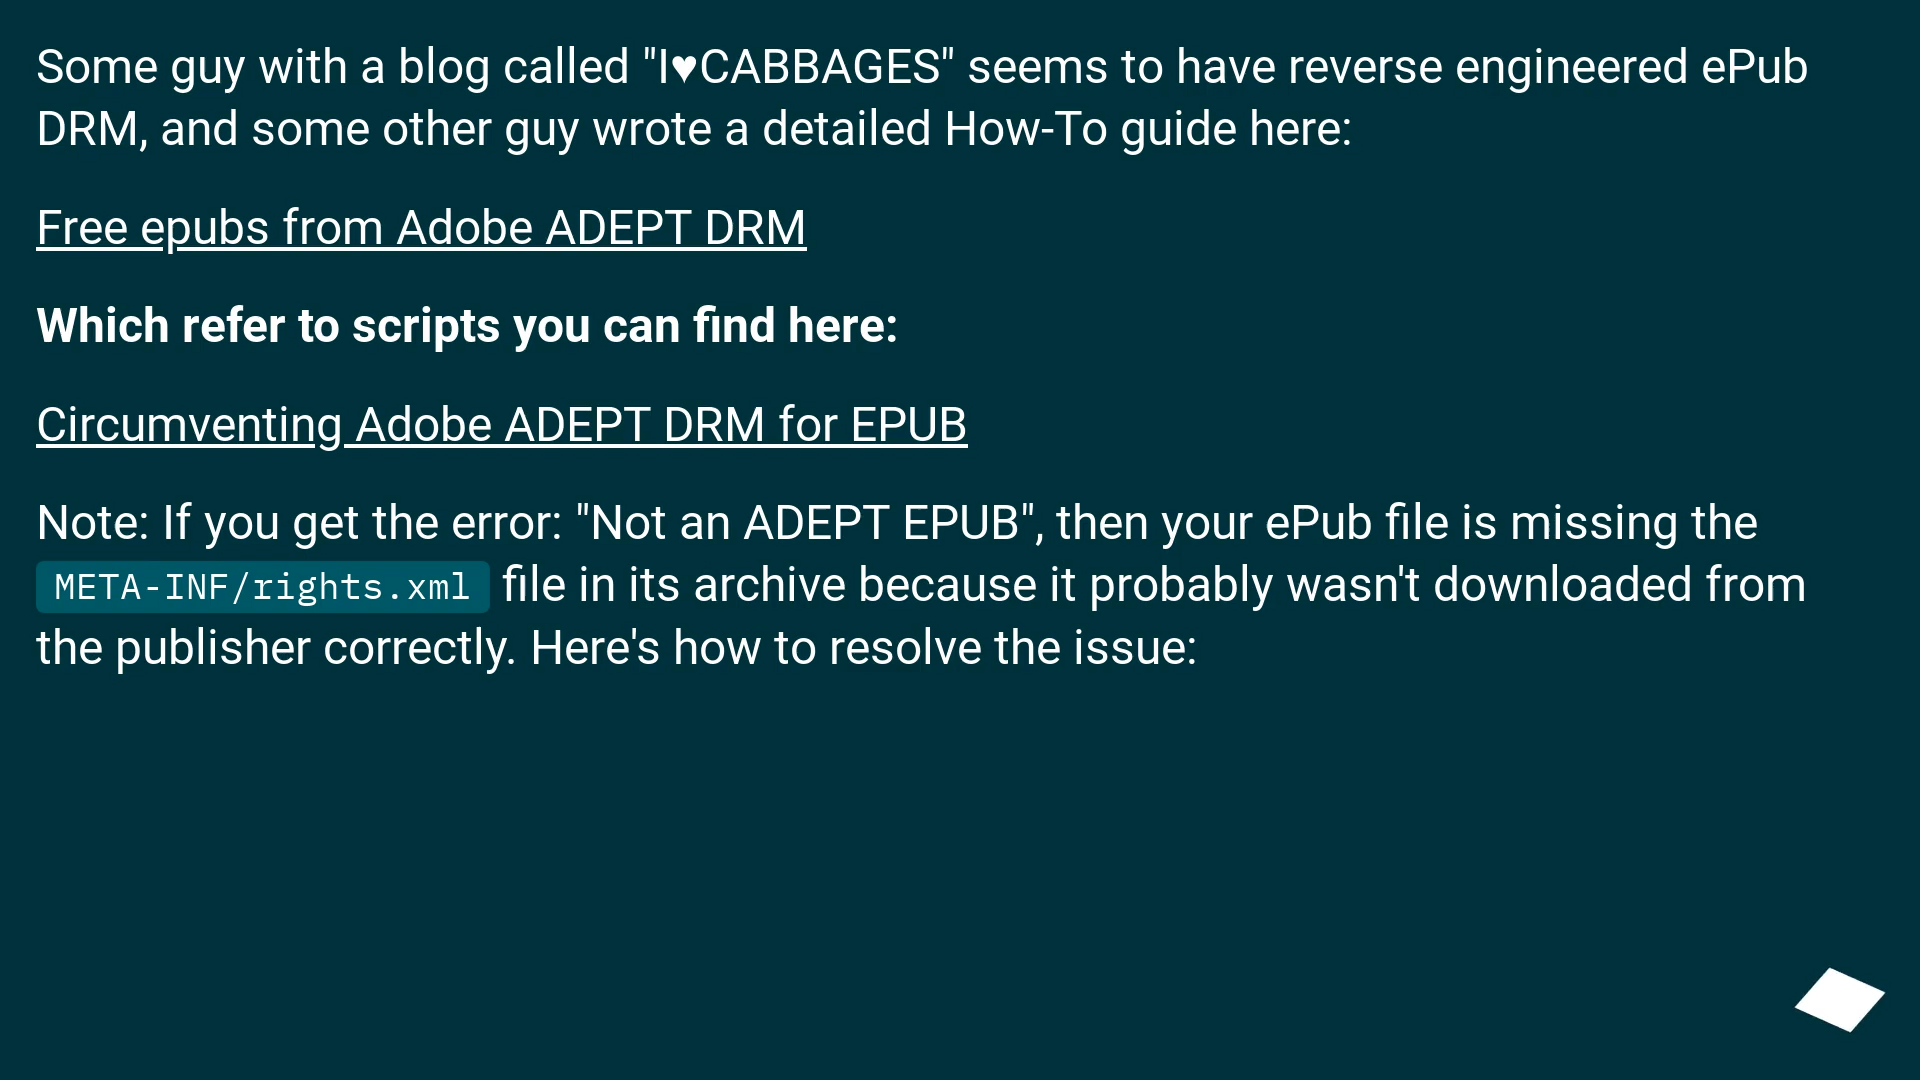 Some guy with a blog called "I♥CABBAGES" seems to have reverse engineered ePub
DRM, and some other guy wrote a detailed How-To guide here:
Free epubs from Adobe ADEPT DRM
Which refer to scripts you can find here:
Circumventing Adobe ADEPT DRM for EPUB
Note: If you get the error: "Not an ADEPT EPUB", then your ePub file is missing the
META-INF/rights.xml file in its archive because it probably wasn't downloaded from
the publisher correctly. Here's how to resolve the issue: